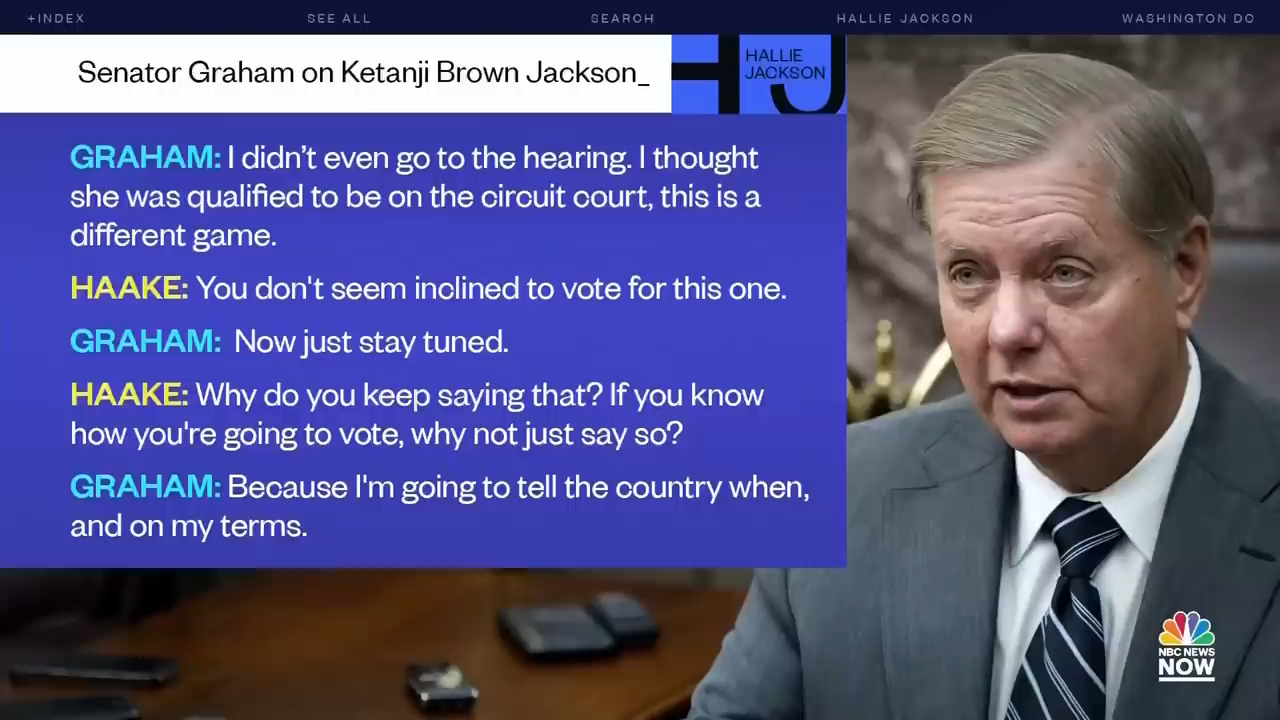 +INDEX SEE ALL SEARCH HALLIE JACKSON WASHINGTON DC
Senator Graham on Ketanji Brown Jackson_
HJ
HALLIE
JACKSON
GRAHAM: I didn’t even go to the hearing. I thought
she was qualified to be on the circuit court, this is a
different game.
HAAKE: You don't seem inclined to vote for this one.
GRAHAM: Now just stay tuned.
HAAKE: Why do you keep saying that? If you know
how you're going to vote, why not just say so?
GRAHAM: Because I'm going to tell the country when,
and on my terms.
NBC NEWS
NOW